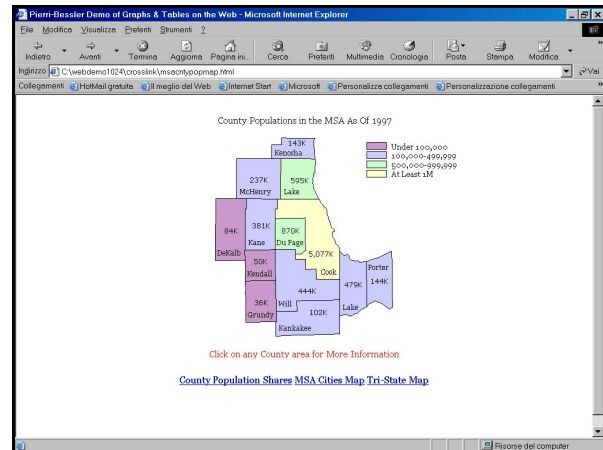 Pierri-Bessler Demo of Graphs & Tables on the Web - Microsoft Internet Explorer
File Modifica Visualizza Preferiti Strumenti ?
Indietro Avanti Termina Aggiorna Pagina ini... Cerca Preferiti Multimedia Cronologia Posta Stampa Modifica »
Indirizzo C:\webdemo1024\crosslink\msacntypopmap.html Vai
Collegamenti HotMail gratuita Il meglio del Web Internet Start Microsoft Personalizza collegamenti Personalizzazione collegamenti »
County Populations in the MSA As Of 1997
143K
Kenosha
Under 100,000
100,000-499,999
500,000-999,999
At Least 1M
237K
McHenry
595K
Lake
84K
DeKalb
381K
Kane
870K
Du Page
5,077K
Cook
50K
Kendall
Porter
144K
479K
Lake
444K
Will
36K
Grundy
102K
Kankakee
Click on any County area for More Information
County Population Shares MSA Cities Map Tri-State Map
Risorse del computer